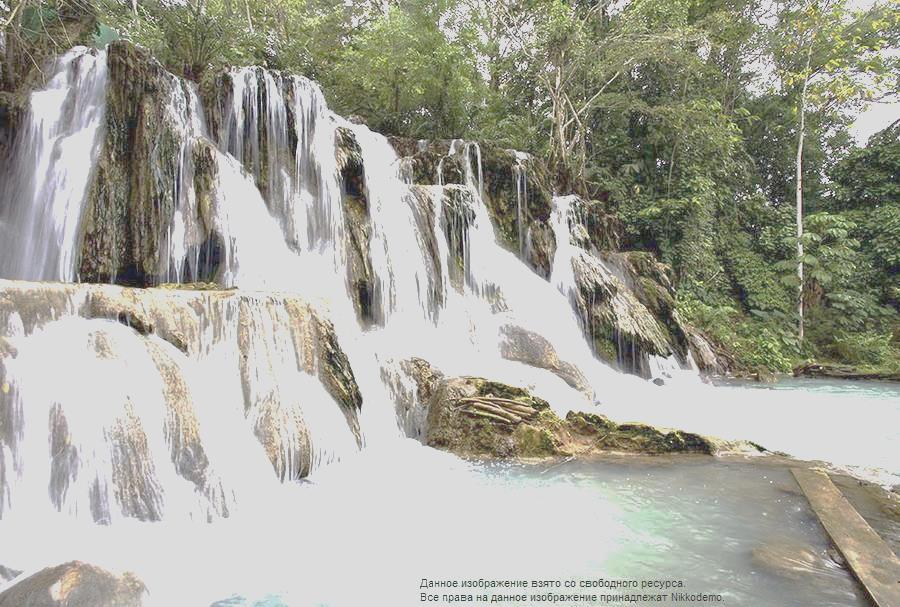 Данное изображение взято со свободного ресурса.
Все права на данное изображение принадлежат Nikkodemo.